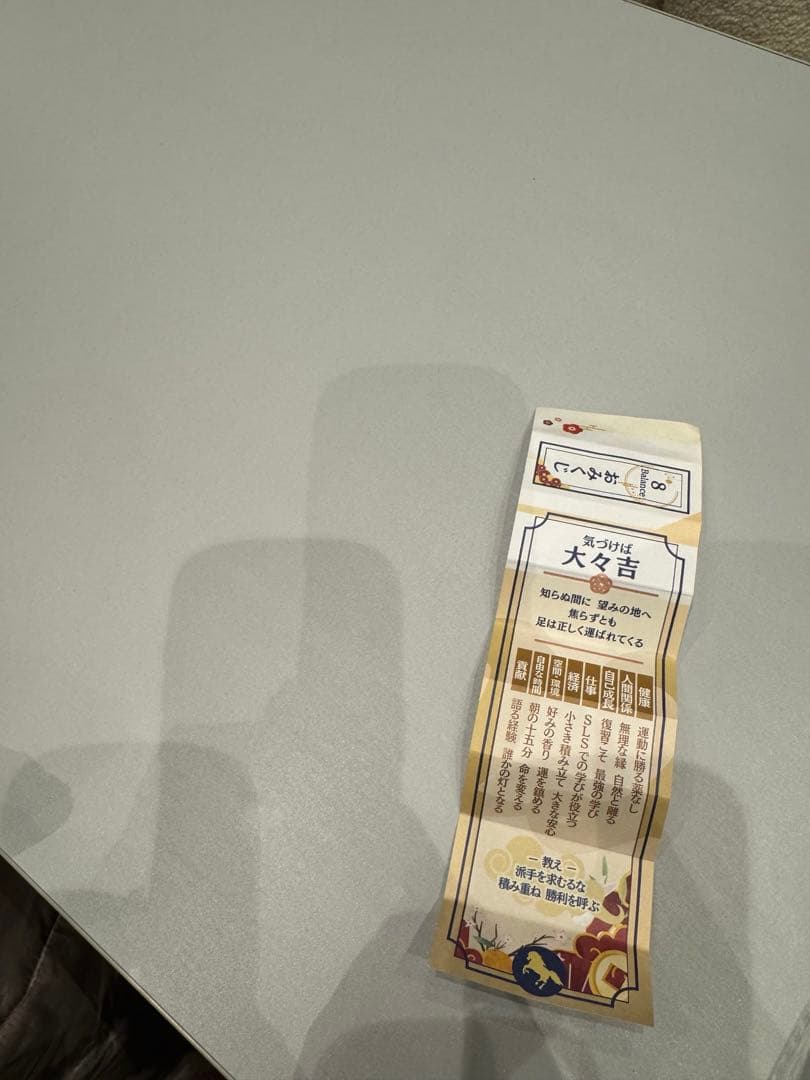 8
Balance
おみくじ
気づけば
大々吉
知らぬ間に 望みの地へ
焦らずとも
足は正しく運ばれてくる
健康 運動に勝る薬なし
人間関係 無理な縁 自然と離る
自己成長 復習こそ 最強の学び
仕事 SLSでの学びが役立つ
経済 小さき積み立て 大きな安心
空間・環境 好みの香り 運を鎮める
自由な時間 朝の十五分 命を変える
貢献 語る経験 誰かの灯となる
― 教え ―
派手を求むるな
積み重ね 勝利を呼ぶ